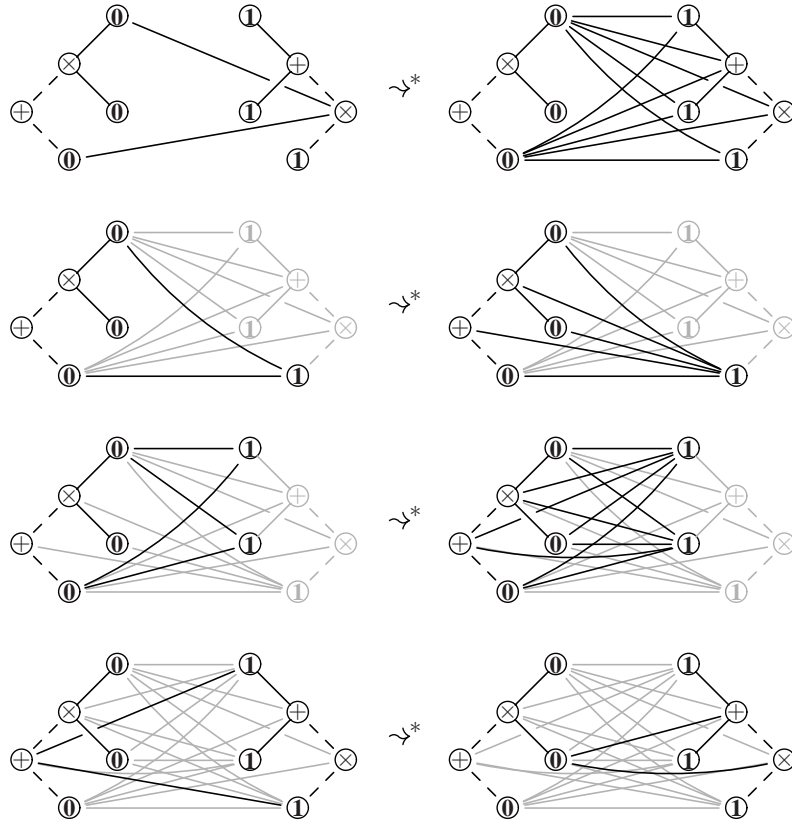 0 1 0 1
× + × +
⤳*
+ 0 1 × + 0 1 ×
0 1 0 1
0 1 0 1
× + × +
⤳*
+ 0 1 × + 0 1 ×
0 1 0 1
0 1 0 1
× + × +
⤳*
+ 0 1 × + 0 1 ×
0 1 0 1
0 1 0 1
× + × +
⤳*
+ 0 1 × + 0 1 ×
0 1 0 1